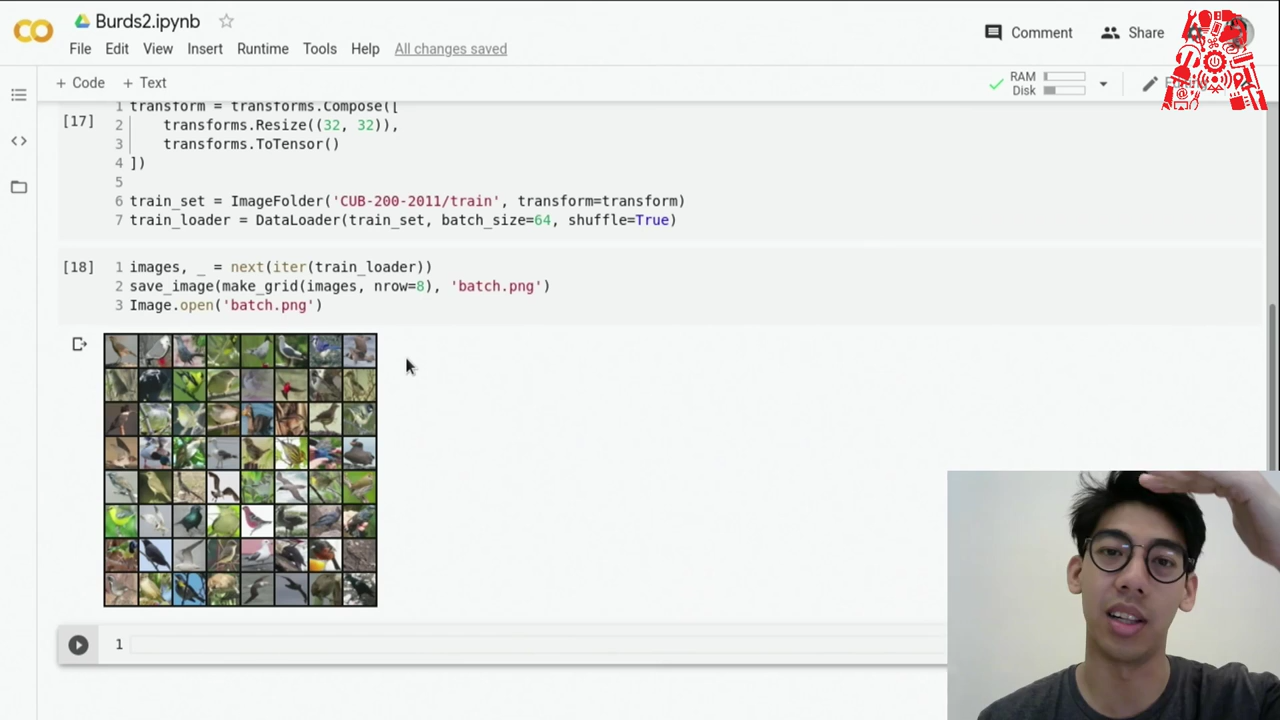 Burds2.ipynb
File Edit View Insert Runtime Tools Help All changes saved
Comment Share
+ Code + Text
RAM
Disk
[17]
1 transform = transforms.Compose([
2 transforms.Resize((32, 32)),
3 transforms.ToTensor()
4 ])
5
6 train_set = ImageFolder('CUB-200-2011/train', transform=transform)
7 train_loader = DataLoader(train_set, batch_size=64, shuffle=True)
[18]
1 images, _ = next(iter(train_loader))
2 save_image(make_grid(images, nrow=8), 'batch.png')
3 Image.open('batch.png')
1